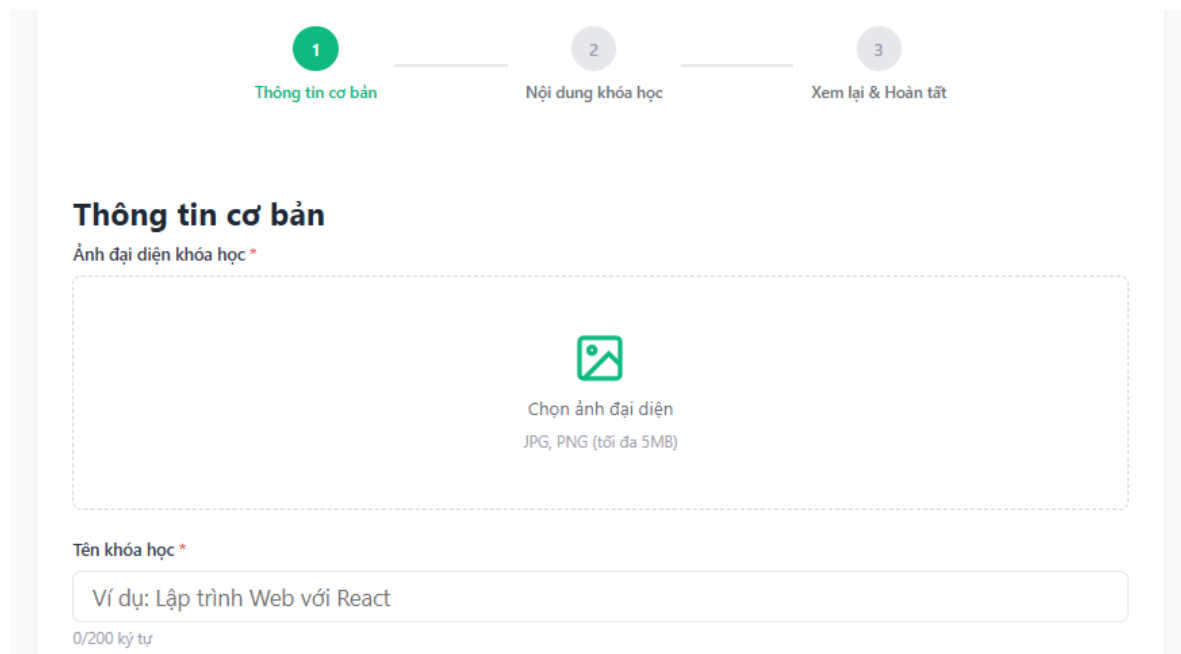 1 2 3
Thông tin cơ bản Nội dung khóa học Xem lại & Hoàn tất
Thông tin cơ bản
Ảnh đại diện khóa học *
Chọn ảnh đại diện
JPG, PNG (tối đa 5MB)
Tên khóa học *
Ví dụ: Lập trình Web với React
0/200 ký tự